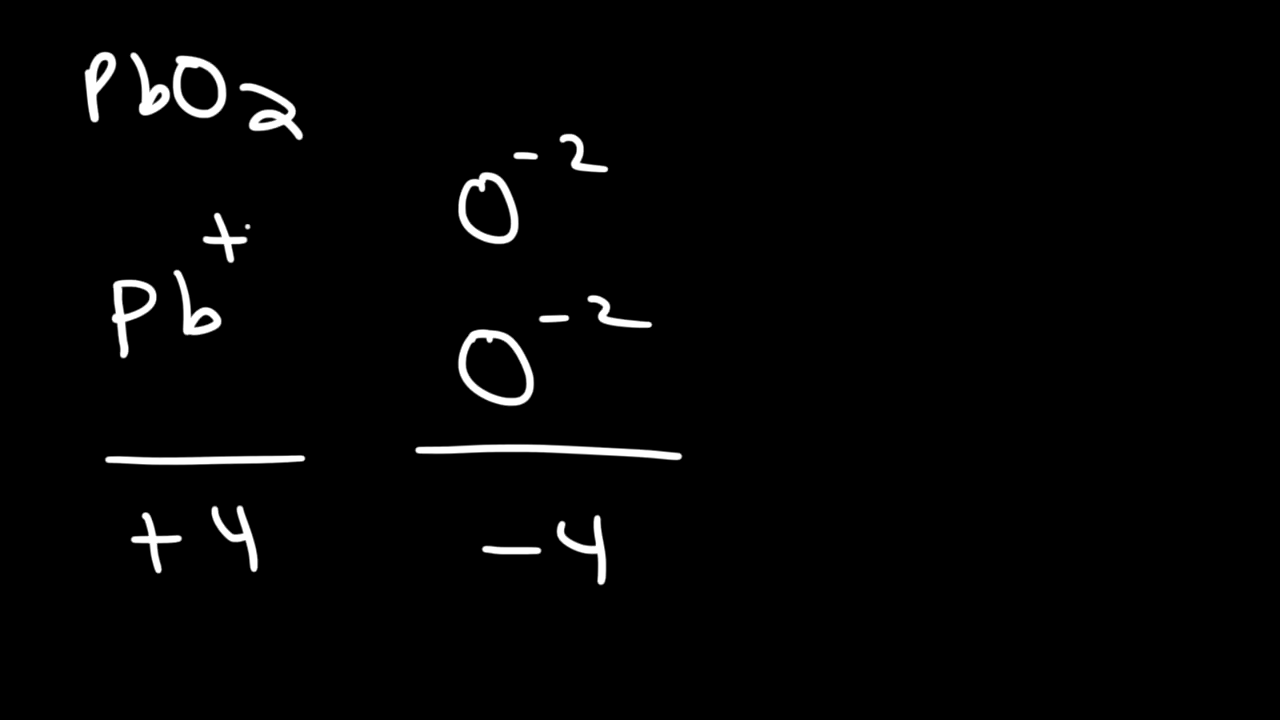 PbO₂
O⁻²
Pb⁺
O⁻²
+4 -4